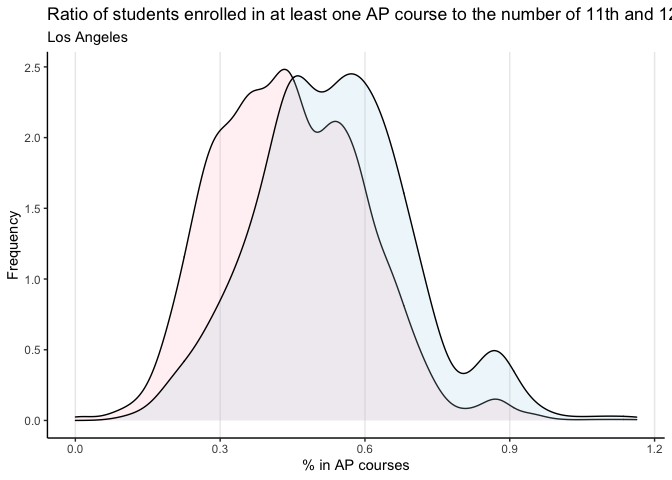 Ratio of students enrolled in at least one AP course to the number of 11th and
Los Angeles
2.5
2.0
1.5
1.0
0.5
0.0
Frequency
0.0 0.3 0.6 0.9 1.2
% in AP courses